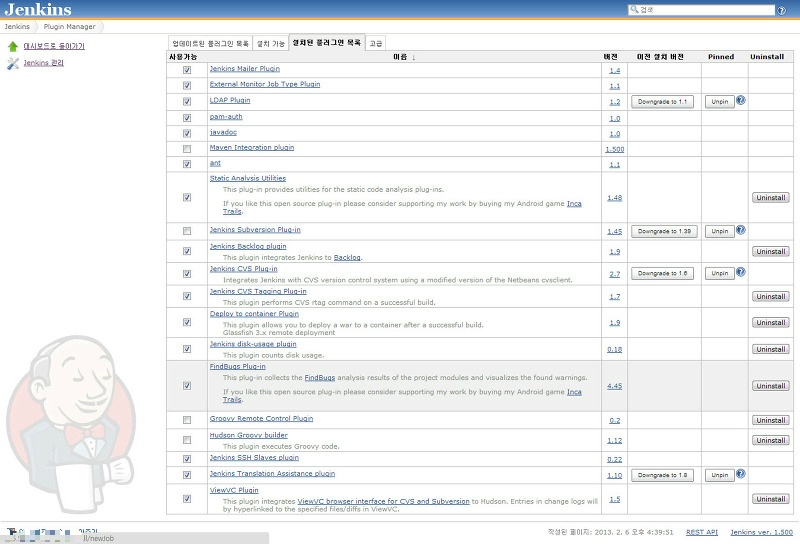 Jenkins
검색
Jenkins Plugin Manager
대시보드로 돌아가기
Jenkins 관리
업데이트된 플러그인 목록 설치 가능 설치된 플러그인 목록 고급
사용가능 이름 ↓ 버전 이전 설치 버전 Pinned Uninstall
Jenkins Mailer Plugin 1.4
External Monitor Job Type Plugin 1.1
LDAP Plugin 1.2 Downgrade to 1.1 Unpin
pam-auth 1.0
javadoc 1.0
Maven Integration plugin 1.500
ant 1.1
Static Analysis Utilities
This plug-in provides utilities for the static code analysis plug-ins.
1.48 Uninstall
If you like this open source plug-in please consider supporting my work by buying my Android game Inca
Trails.
Jenkins Subversion Plug-in 1.45 Downgrade to 1.39 Unpin
Jenkins Backlog plugin
This plugin integrates Jenkins to Backlog.
1.9 Uninstall
Jenkins CVS Plug-in
Integrates Jenkins with CVS version control system using a modified version of the Netbeans cvsclient.
2.7 Downgrade to 1.6 Unpin
Jenkins CVS Tagging Plug-in
This plugin performs CVS rtag command on a successful build.
1.7 Uninstall
Deploy to container Plugin
This plugin allows you to deploy a war to a container after a successful build.
Glassfish 3.x remote deployment
1.9 Uninstall
Jenkins disk-usage plugin
This plugin counts disk usage.
0.18 Uninstall
FindBugs Plug-in
This plug-in collects the FindBugs analysis results of the project modules and visualizes the found warnings.
4.45 Uninstall
If you like this open source plug-in please consider supporting my work by buying my Android game Inca
Trails.
Groovy Remote Control Plugin 0.2 Uninstall
Hudson Groovy builder
This plugin executes Groovy code.
1.12 Uninstall
Jenkins SSH Slaves plugin 0.22
Jenkins Translation Assistance plugin 1.10 Downgrade to 1.8 Unpin
ViewVC Plugin
This plugin integrates ViewVC browser interface for CVS and Subversion to Hudson. Entries in change logs will
be hyperlinked to the specified files/diffs in ViewVC.
1.5 Uninstall
작성된 페이지: 2013. 2. 6 오후 4:39:51 REST API Jenkins ver. 1.500
l/newJob